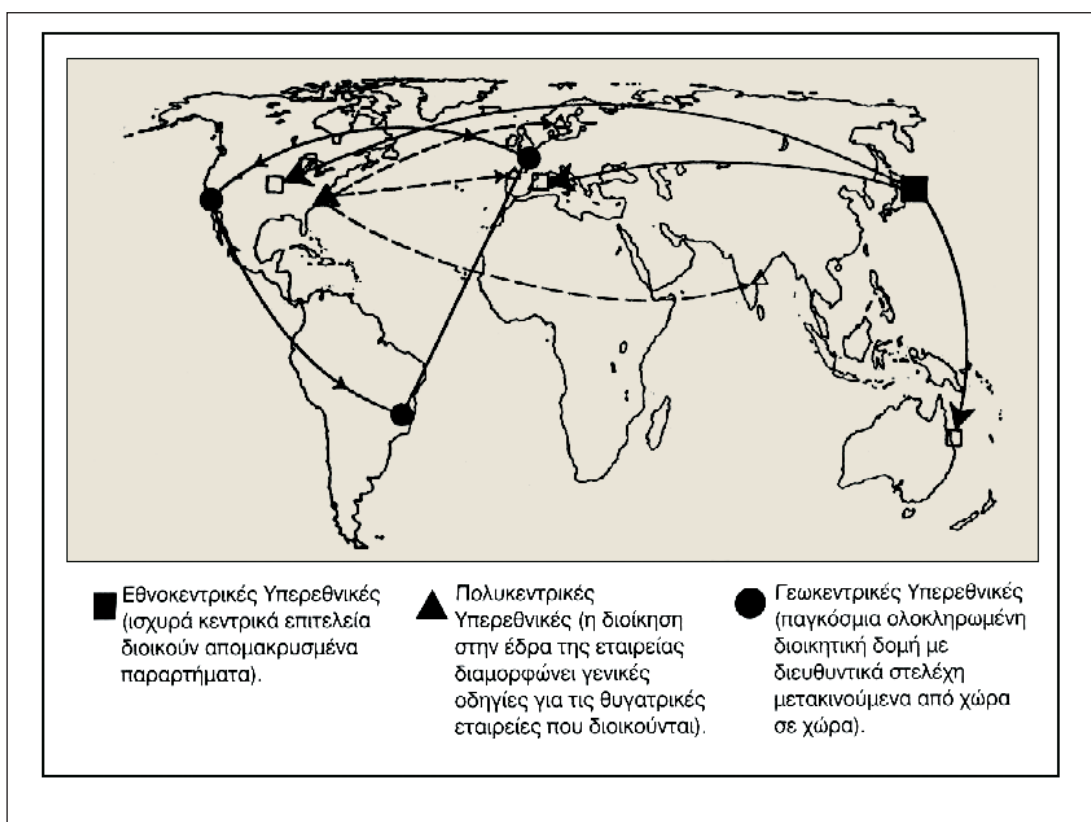 Εθνοκεντρικές Υπερεθνικές
(ισχυρά κεντρικά επιτελεία
διοικούν απομακρυσμένα
παραρτήματα).
Πολυκεντρικές
Υπερεθνικές (η διοίκηση
στην έδρα της εταιρείας
διαμορφώνει γενικές
οδηγίες για τις θυγατρικές
εταιρείες που διοικούνται).
Γεωκεντρικές Υπερεθνικές
(παγκόσμια ολοκληρωμένη
διοικητική δομή με
διευθυντικά στελέχη
μετακινούμενα από χώρα
σε χώρα).